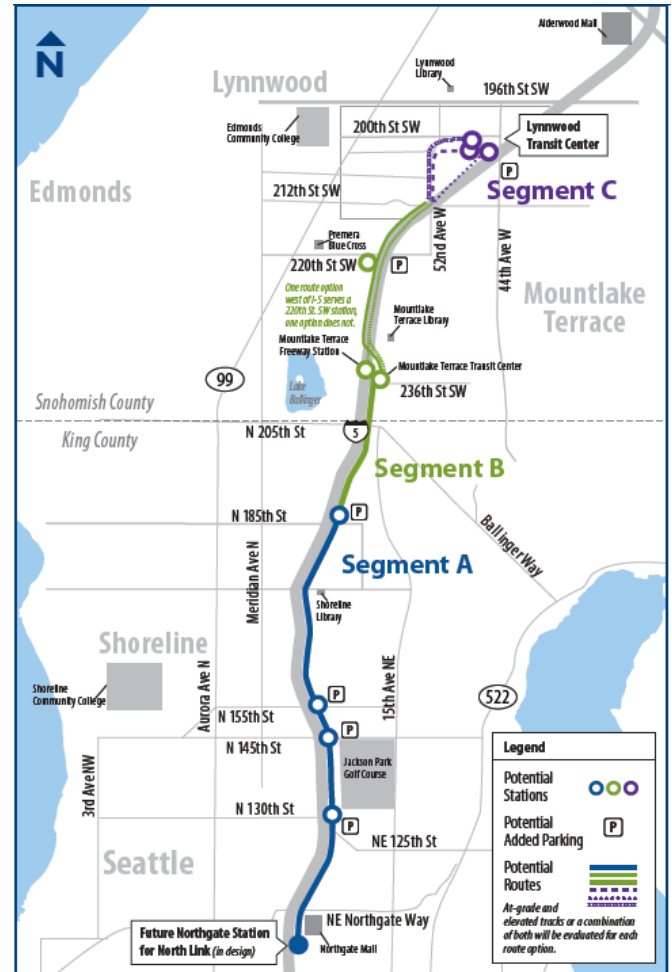 Alderwood Mall
N
Lynnwood
Lynnwood
Library
196th St SW
Edmonds
Community College
200th St SW
Lynnwood
Transit Center
P
Segment C
Edmonds
212th St SW
52nd Ave W
44th Ave W
Premera
Blue Cross
220th St SW
P
One route option
west of I-5 serves a
220th St. SW station,
one option does not.
Mountlake
Terrace
Mountlake
Terrace Library
Mountlake Terrace
Freeway Station
Mountlake Terrace Transit Center
99
Lake
Ballinger
236th St SW
Snohomish County
King County
N 205th St
5
Segment B
N 185th St
P
Ballinger Way
Meridian Ave N
Segment A
Shoreline
Library
Shoreline
Shoreline
Community College
Aurora Ave N
15th Ave NE
522
P
N 155th St
P
N 145th St
3rd Ave NW
Jackson Park
Golf Course
N 130th St
P
NE 125th St
Seattle
NE Northgate Way
Future Northgate Station
for North Link (in design)
Northgate Mall
Legend
Potential
Stations
Potential
Added Parking
P
Potential
Routes
At-grade and
elevated tracks or a combination
of both will be evaluated for each
route option.